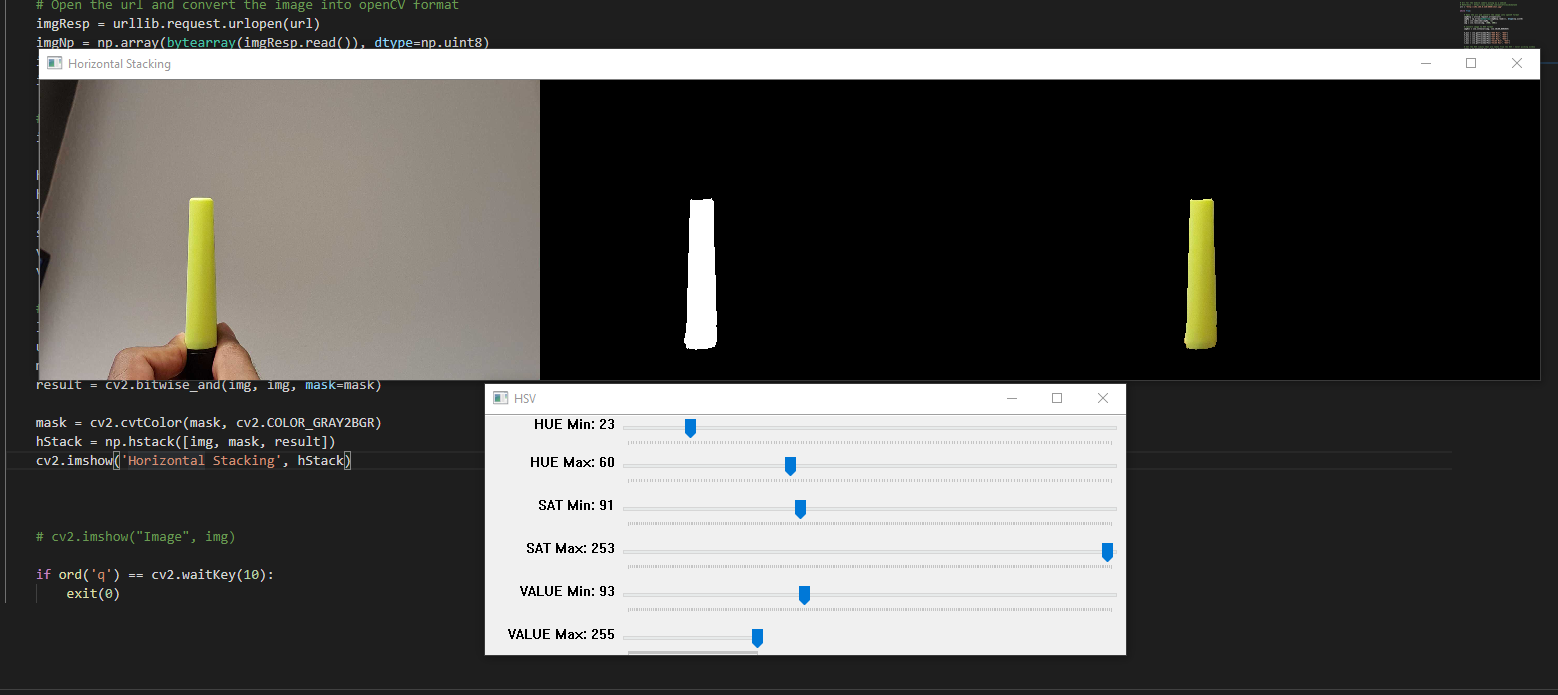 # Open the url and convert the image into openCV format
imgResp = urllib.request.urlopen(url)
imgNp = np.array(bytearray(imgResp.read()), dtype=np.uint8)
Horizontal Stacking
result = cv2.bitwise_and(img, img, mask=mask)
mask = cv2.cvtColor(mask, cv2.COLOR_GRAY2BGR)
hStack = np.hstack([img, mask, result])
cv2.imshow('Horizontal Stacking', hStack)
# cv2.imshow("Image", img)
if ord('q') == cv2.waitKey(10):
exit(0)
HSV
HUE Min: 23
HUE Max: 60
SAT Min: 91
SAT Max: 253
VALUE Min: 93
VALUE Max: 255